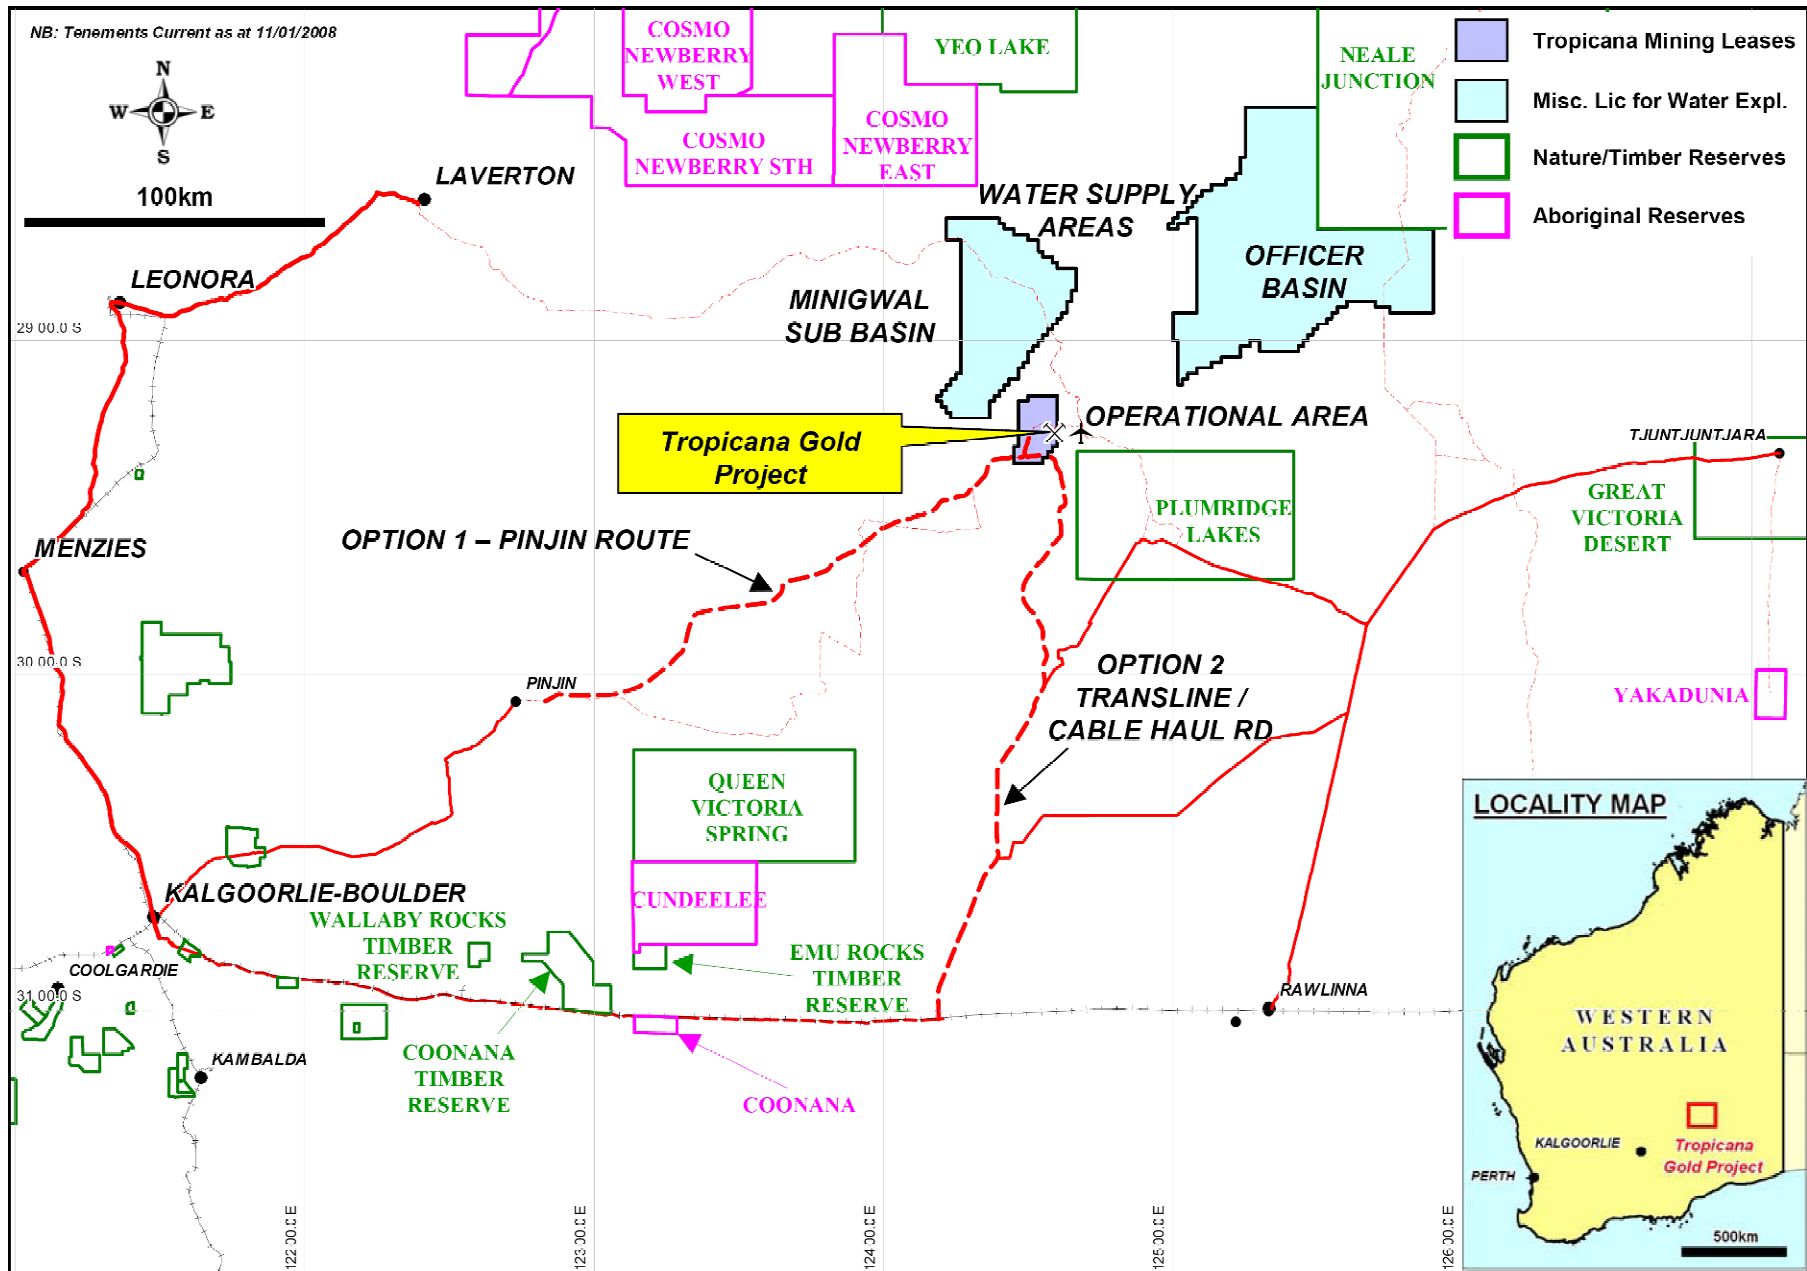 NB: Tenements Current as at 11/01/2008
N
W
E
S
100km
COSMO
NEWBERRY
WEST
YEO LAKE
NEALE
JUNCTION
COSMO
NEWBERRY STH
COSMO
NEWBERRY
EAST
Tropicana Mining Leases
Misc. Lic for Water Expl.
Nature/Timber Reserves
Aboriginal Reserves
LAVERTON
WATER SUPPLY
AREAS
LEONORA
MINIGWAL
SUB BASIN
OFFICER
BASIN
29 00.0 S
OPERATIONAL AREA
Tropicana Gold
Project
TJUNTJUNTJARA
GREAT
VICTORIA
DESERT
PLUMRIDGE
LAKES
MENZIES
OPTION 1 – PINJIN ROUTE
30 00.0 S
PINJIN
OPTION 2
TRANSLINE /
CABLE HAUL RD
YAKADUNIA
QUEEN
VICTORIA
SPRING
CUNDEELEE
KALGOORLIE-BOULDER
WALLABY ROCKS
TIMBER
RESERVE
EMU ROCKS
TIMBER
RESERVE
COOLGARDIE
31 00.0 S
RAWLINNA
KAMBALDA
COONANA
TIMBER
RESERVE
COONANA
122 00.0 E
123 00.0 E
124 00.0 E
125 00.0 E
126 00.0 E
LOCALITY MAP
WESTERN
AUSTRALIA
KALGOORLIE
PERTH
Tropicana
Gold Project
500km